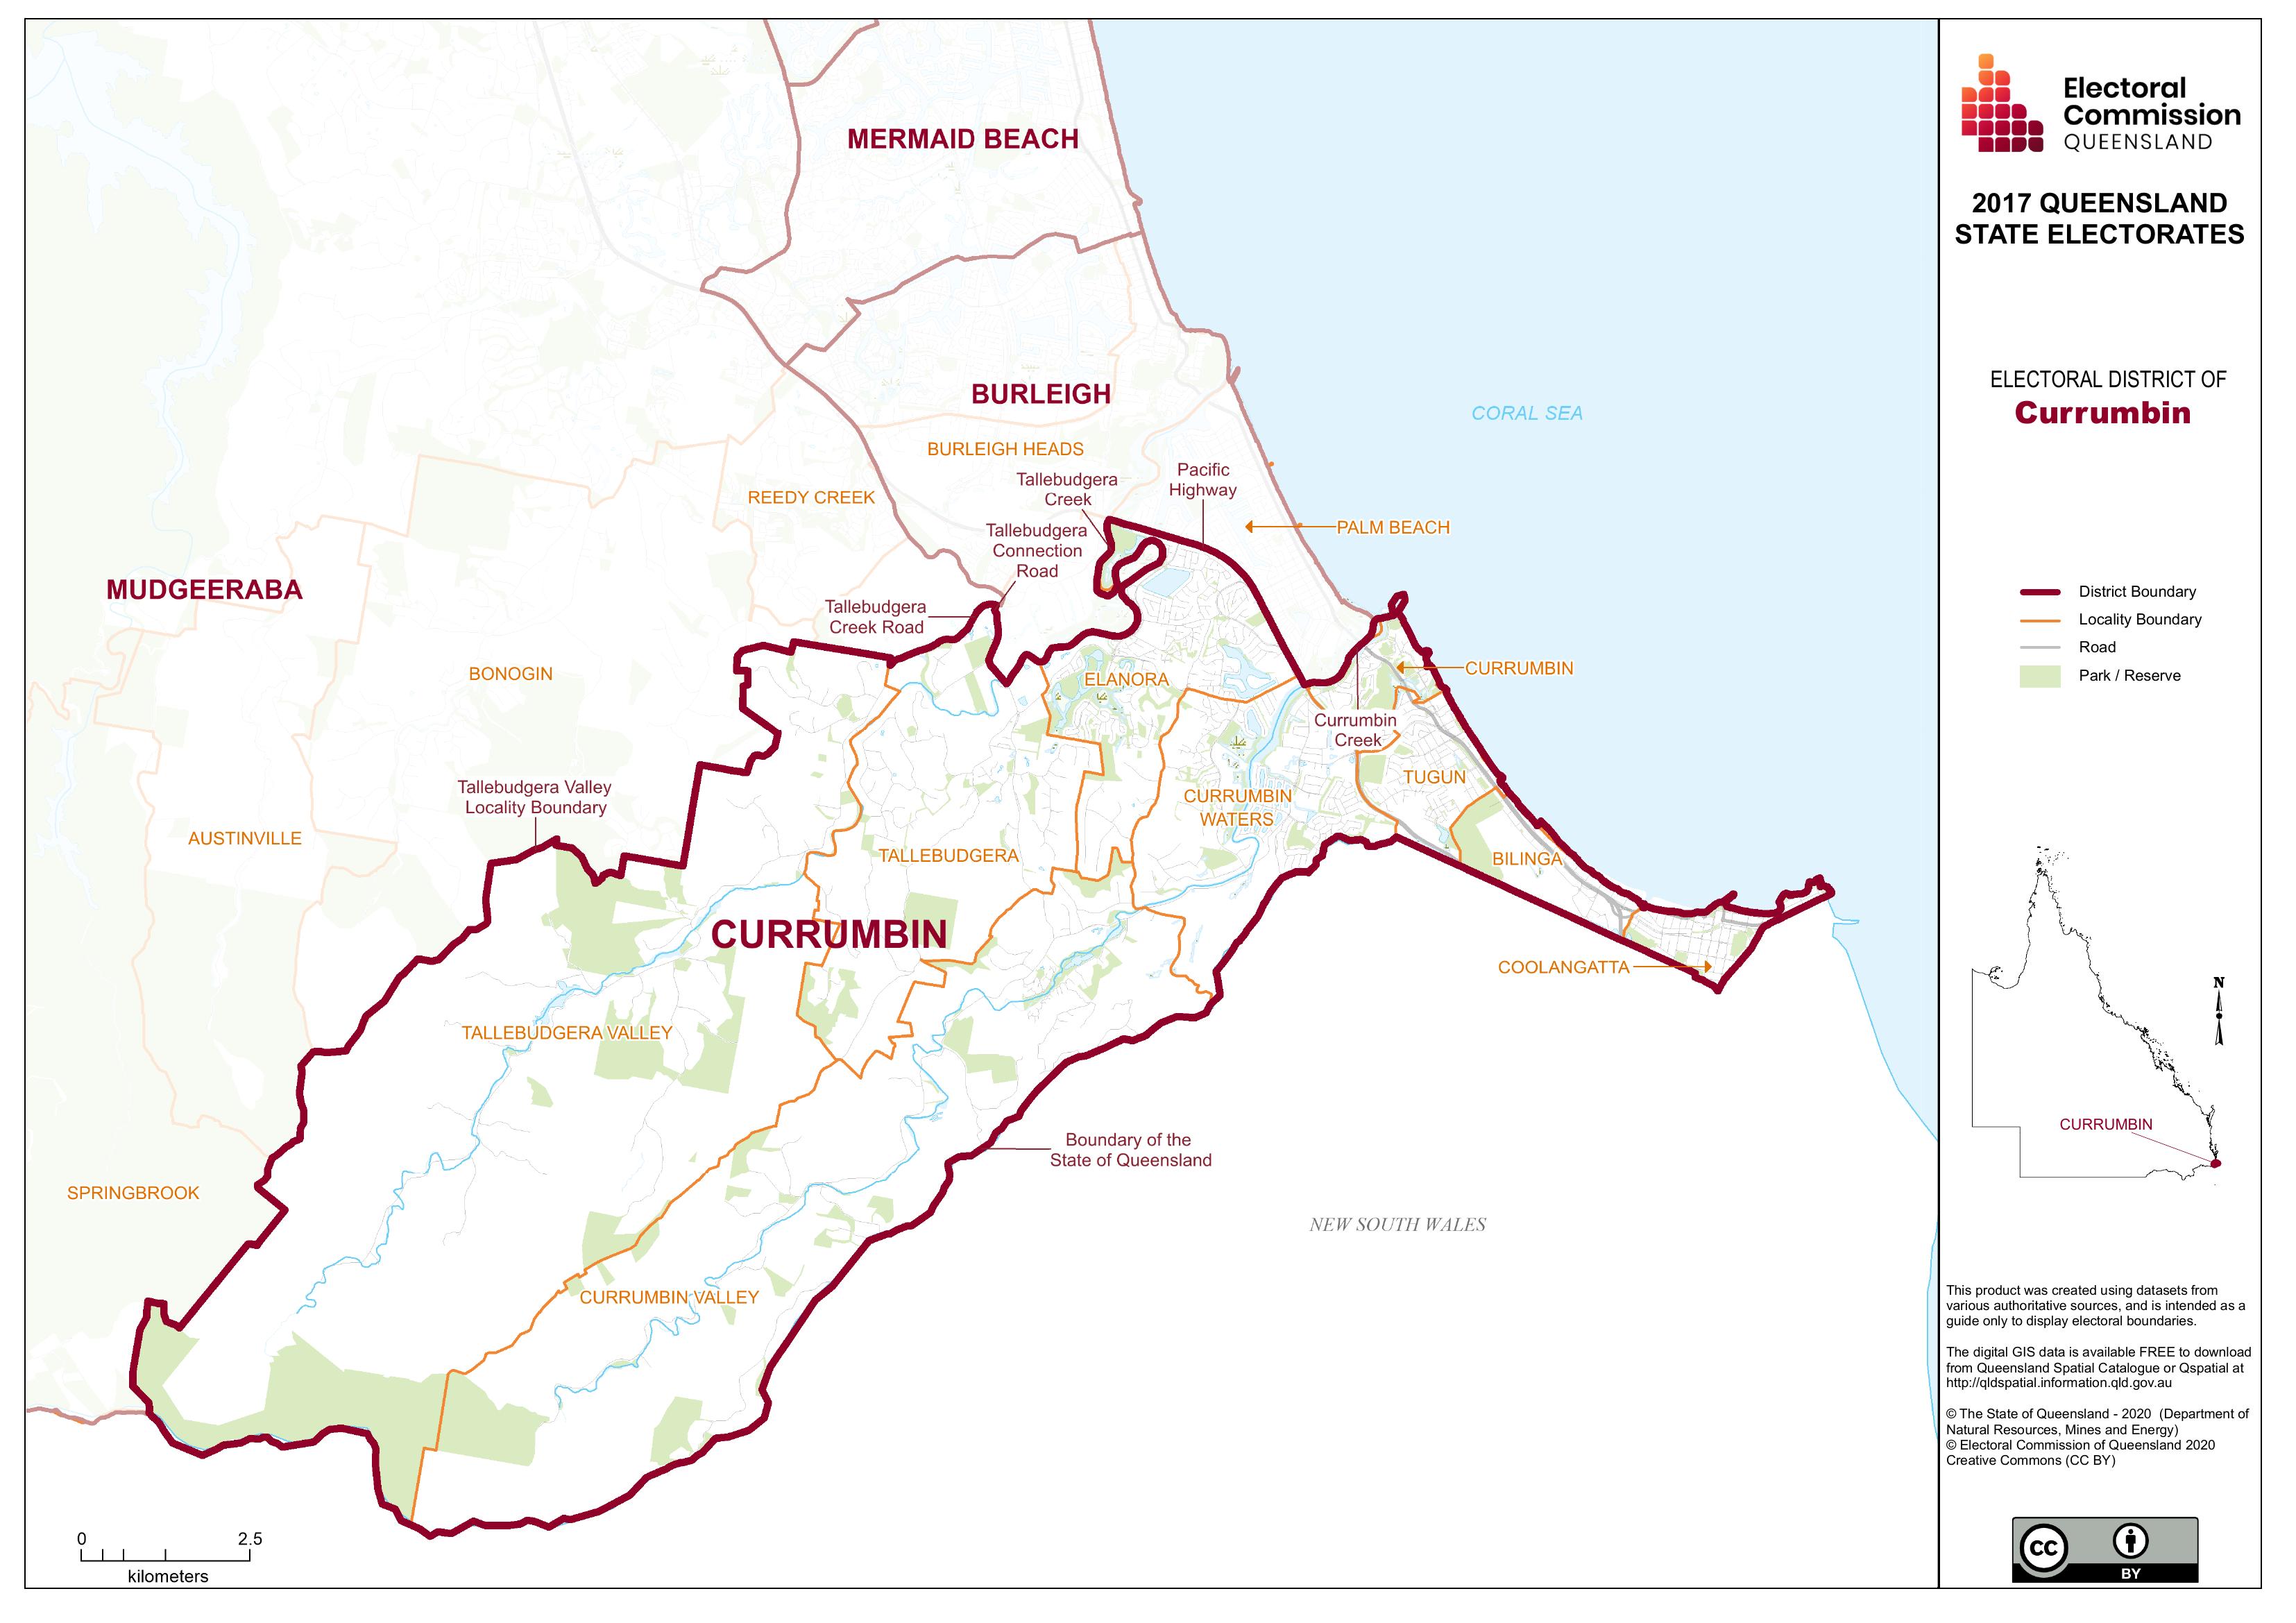 MERMAID BEACH
BURLEIGH
CORAL SEA
BURLEIGH HEADS
Tallebudgera
Creek
Pacific
Highway
REEDY CREEK
PALM BEACH
Tallebudgera
Connection
Road
MUDGEERABA
Tallebudgera
Creek Road
BONOGIN
ELANORA
CURRUMBIN
Currumbin
Creek
Tallebudgera Valley
Locality Boundary
TUGUN
CURRUMBIN
WATERS
AUSTINVILLE
TALLEBUDGERA
BILINGA
CURRUMBIN
COOLANGATTA
TALLEBUDGERA VALLEY
Boundary of the
State of Queensland
SPRINGBROOK
NEW SOUTH WALES
CURRUMBIN VALLEY
0 2.5
kilometers
Electoral
Commission
QUEENSLAND
2017 QUEENSLAND
STATE ELECTORATES
ELECTORAL DISTRICT OF
Currumbin
District Boundary
Locality Boundary
Road
Park / Reserve
N
CURRUMBIN
This product was created using datasets from
various authoritative sources, and is intended as a
guide only to display electoral boundaries.
The digital GIS data is available FREE to download
from Queensland Spatial Catalogue or Qspatial at
http://qldspatial.information.qld.gov.au
© The State of Queensland - 2020 (Department of
Natural Resources, Mines and Energy)
© Electoral Commission of Queensland 2020
Creative Commons (CC BY)
CC
BY